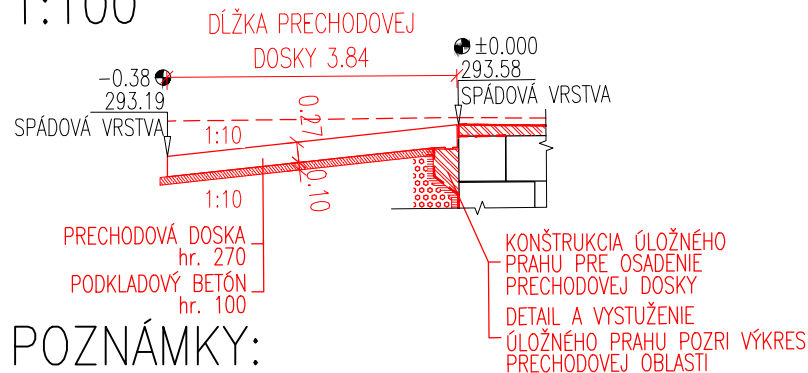 1:100
DĹŽKA PRECHODOVEJ
DOSKY 3.84
±0.000
293.58
SPÁDOVÁ VRSTVA
-0.38
293.19
SPÁDOVÁ VRSTVA
1:10
0.27
1:10
0.10
PRECHODOVÁ DOSKA
hr. 270
PODKLADOVÝ BETÓN
hr. 100
KONŠTRUKCIA ÚLOŽNÉHO
PRAHU PRE OSADENIE
PRECHODOVEJ DOSKY
DETAIL A VYSTUŽENIE
ÚLOŽNÉHO PRAHU POZRI VÝKRES
PRECHODOVEJ OBLASTI
POZNÁMKY: